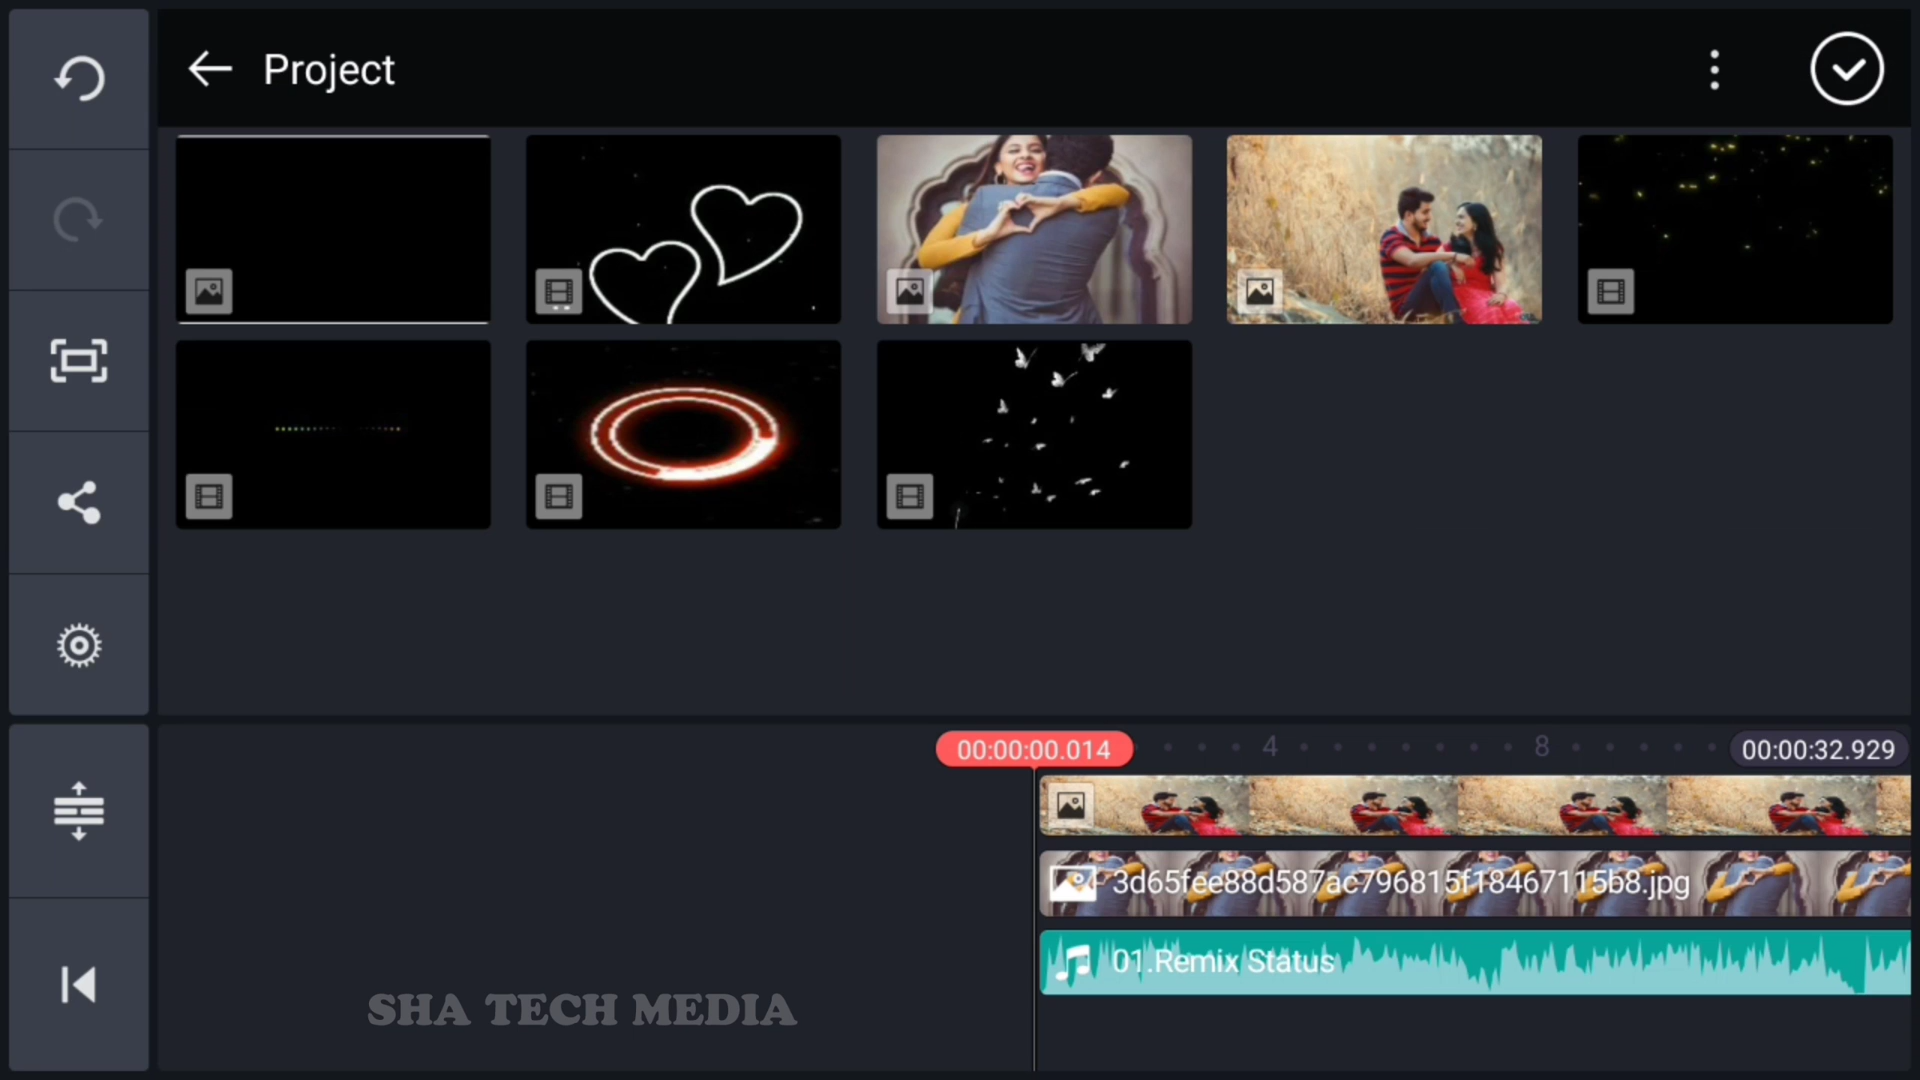 Project
00:00:00.014
4
8
00:00:32.929
3d65fee88d587ac796815f18467115b8.jpg
01.Remix Status
SHA TECH MEDIA